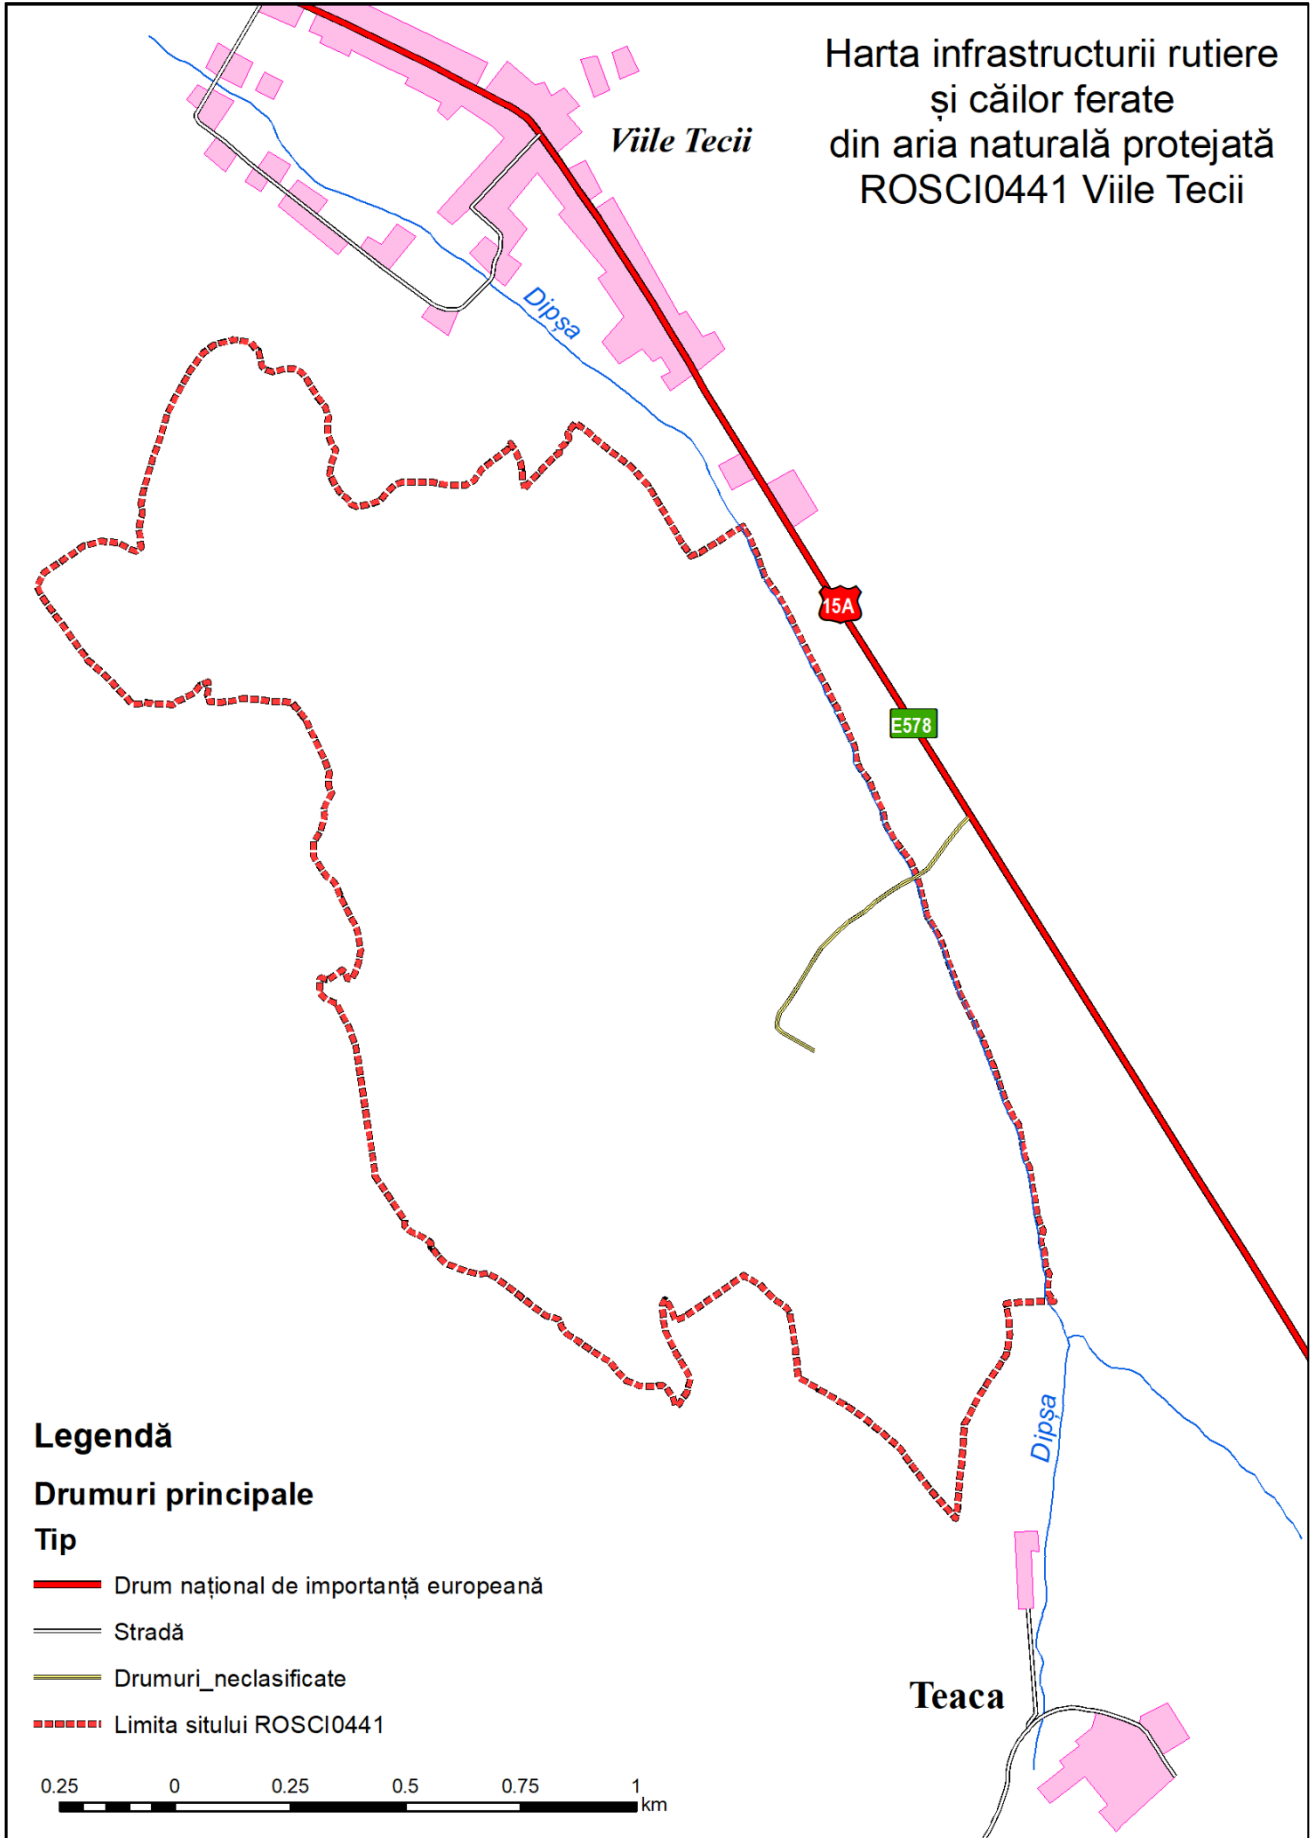 Harta infrastructurii rutiere
și căilor ferate
din aria naturală protejată
ROSCI0441 Viile Tecii
Viile Tecii
Dipșa
15A
E578
Dipșa
Teaca
Legendă
Drumuri principale
Tip
Drum național de importanță europeană
Stradă
Drumuri_neclasificate
Limita sitului ROSCI0441
0.25 0 0.25 0.5 0.75 1
km